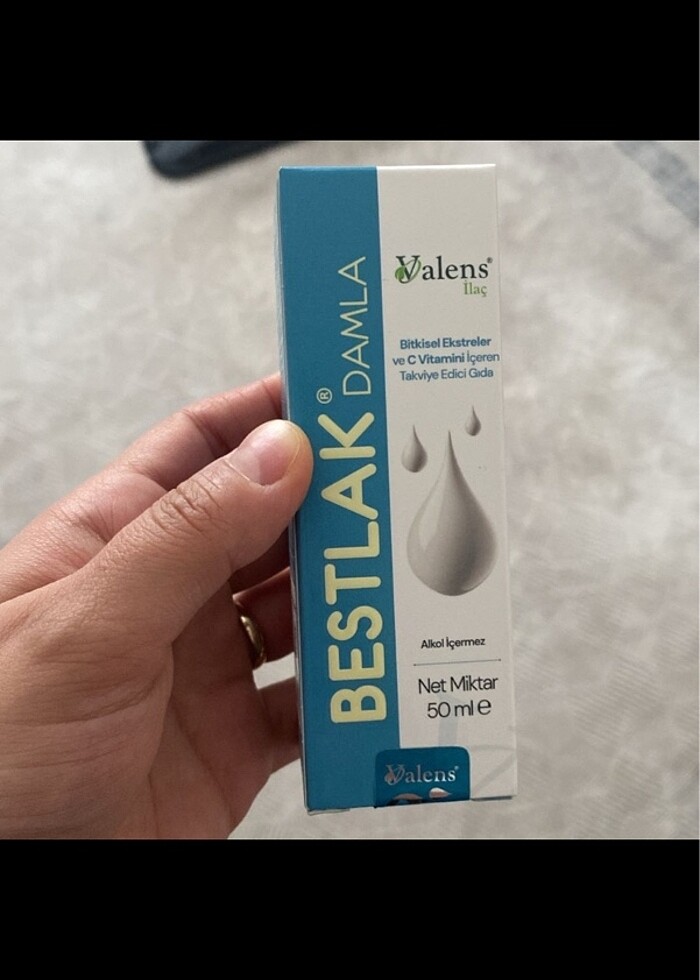 BESTLAK® DAMLA
Valens®
İlaç
Bitkisel Ekstreler
ve C Vitamini İçeren
Takviye Edici Gıda
Alkol İçermez
Net Miktar
50 ml e
Valens®